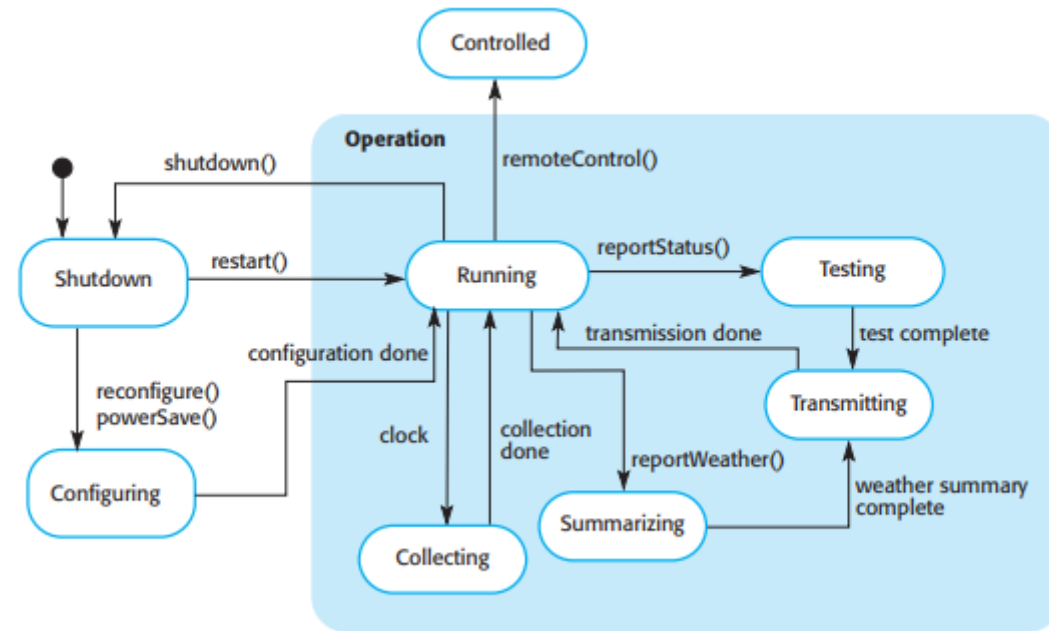 Controlled
Operation
shutdown()
remoteControl()
Shutdown
restart()
Running
reportStatus()
Testing
configuration done
transmission done
test complete
reconfigure()
powerSave()
Transmitting
clock
collection
done
reportWeather()
Configuring
weather summary
complete
Summarizing
Collecting